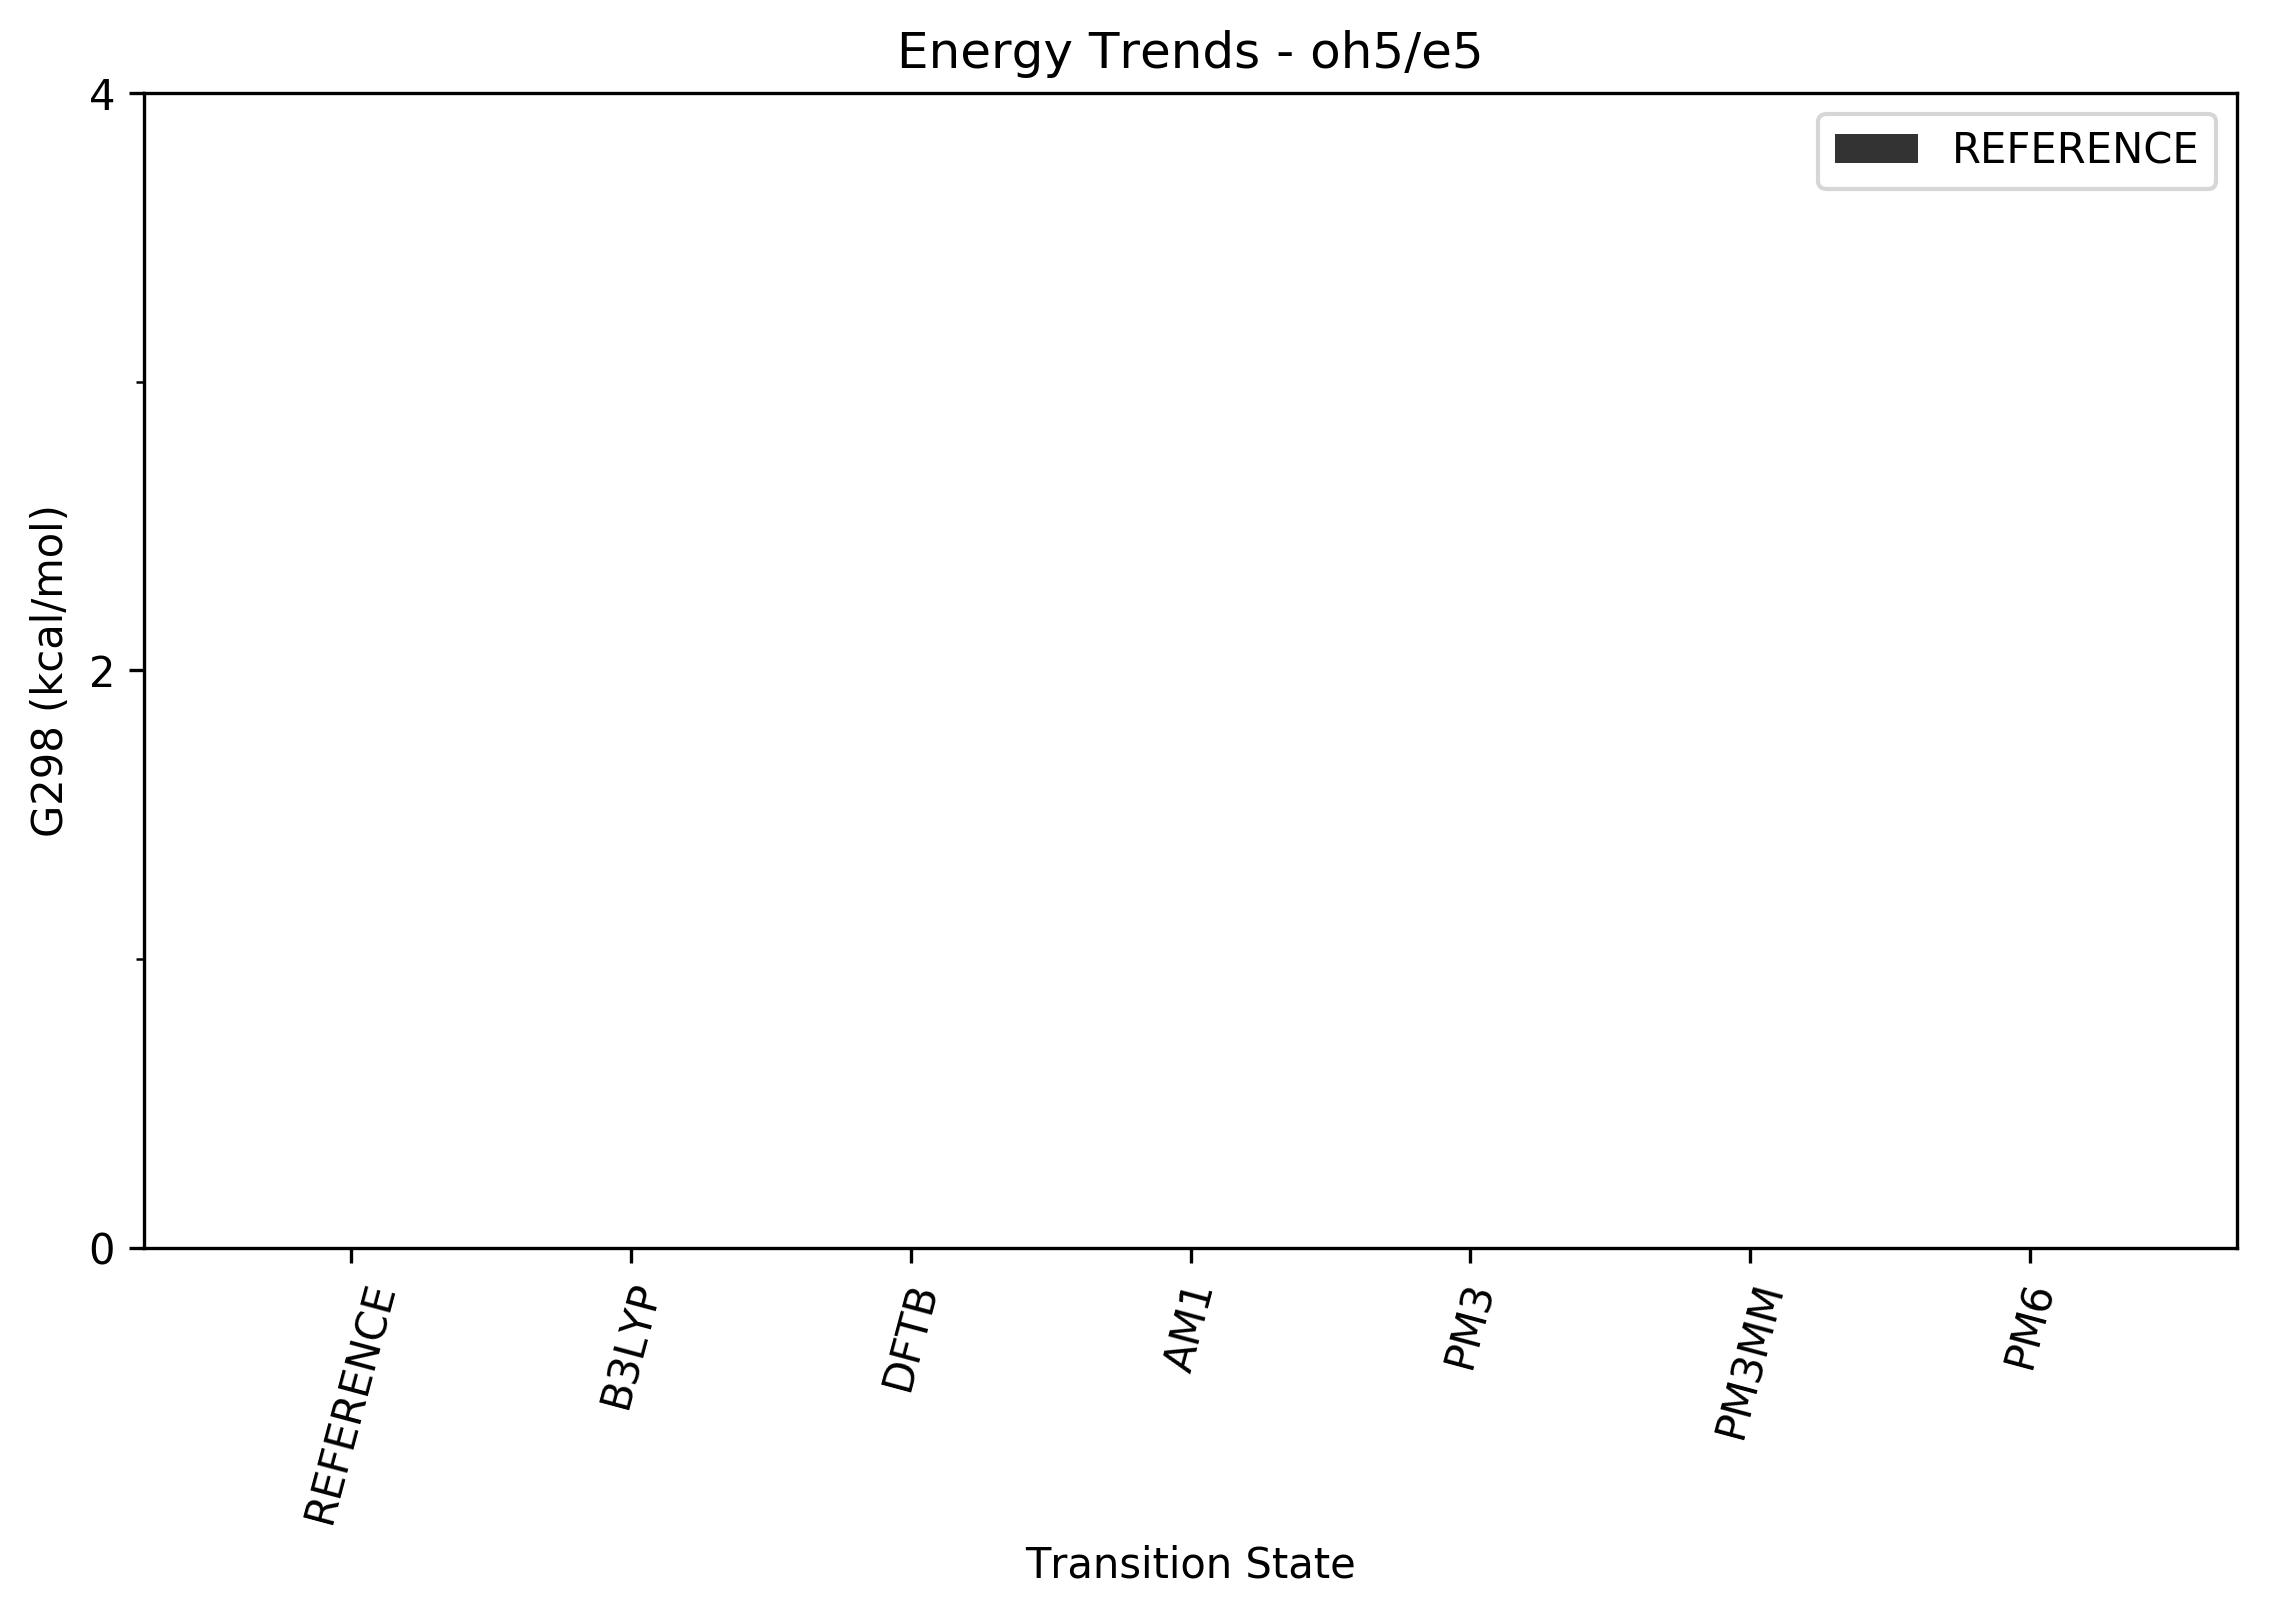 Energy Trends - oh5/e5
REFERENCE
G298 (kcal/mol)
4
2
0
REFERENCE
B3LYP
DFTB
AM1
PM3
PM3MM
PM6
Transition State